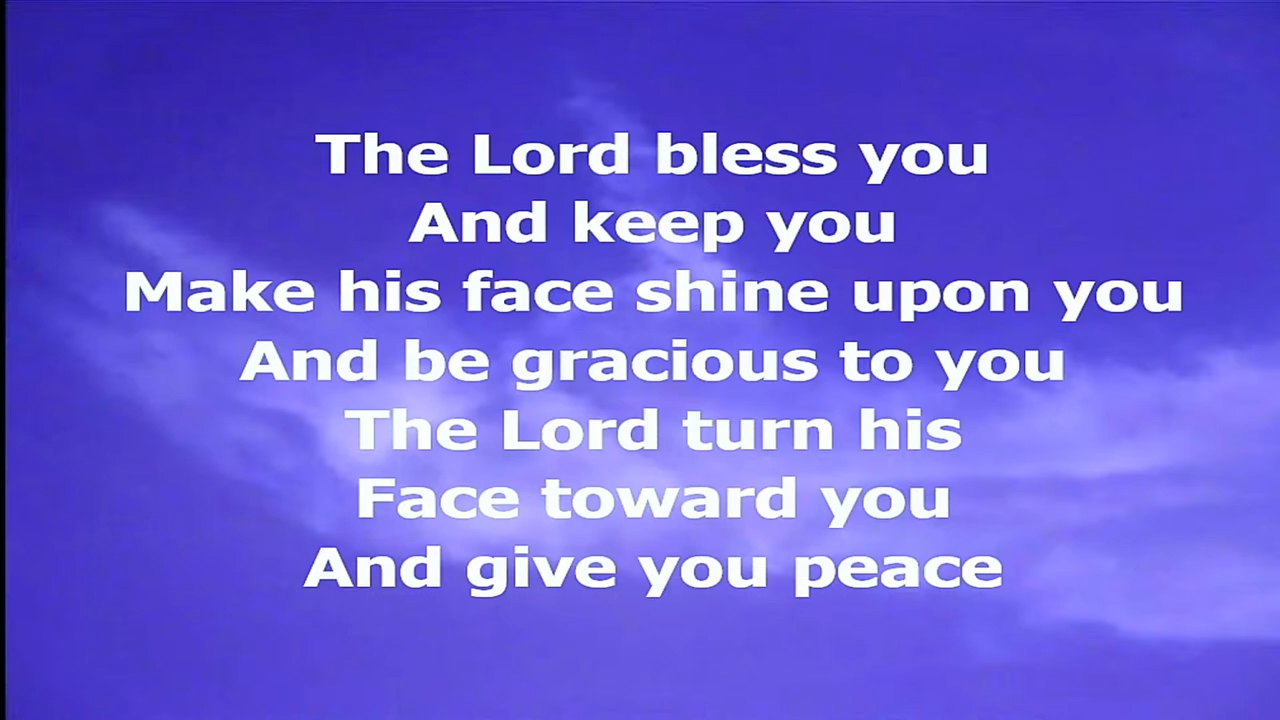 The Lord bless you
And keep you
Make his face shine upon you
And be gracious to you
The Lord turn his
Face toward you
And give you peace